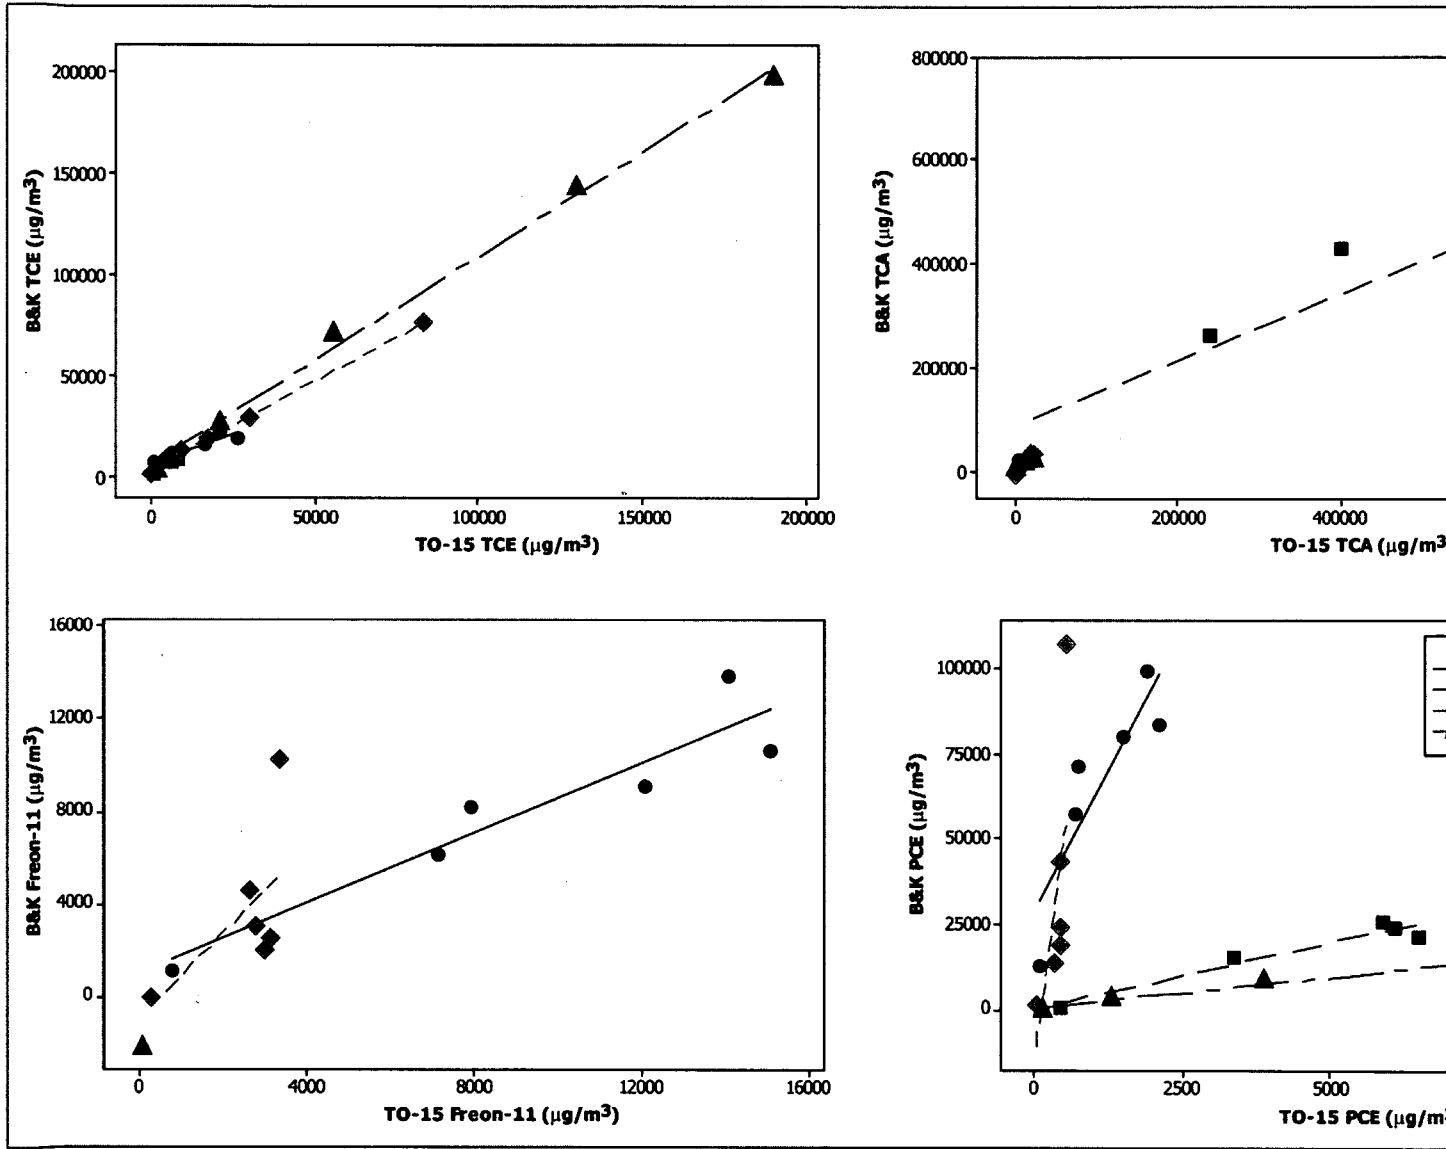 200000
150000
100000
50000
0
B&K TCE (µg/m³)
0 50000 100000 150000 200000
TO-15 TCE (µg/m³)
800000
600000
400000
200000
0
B&K TCA (µg/m³)
0 200000 400000
TO-15 TCA (µg/m³
16000
12000
8000
4000
0
B&K Freon-11 (µg/m³)
0 4000 8000 12000 16000
TO-15 Freon-11 (µg/m³)
100000
75000
50000
25000
0
B&K PCE (µg/m³)
0 2500 5000
TO-15 PCE (µg/m³